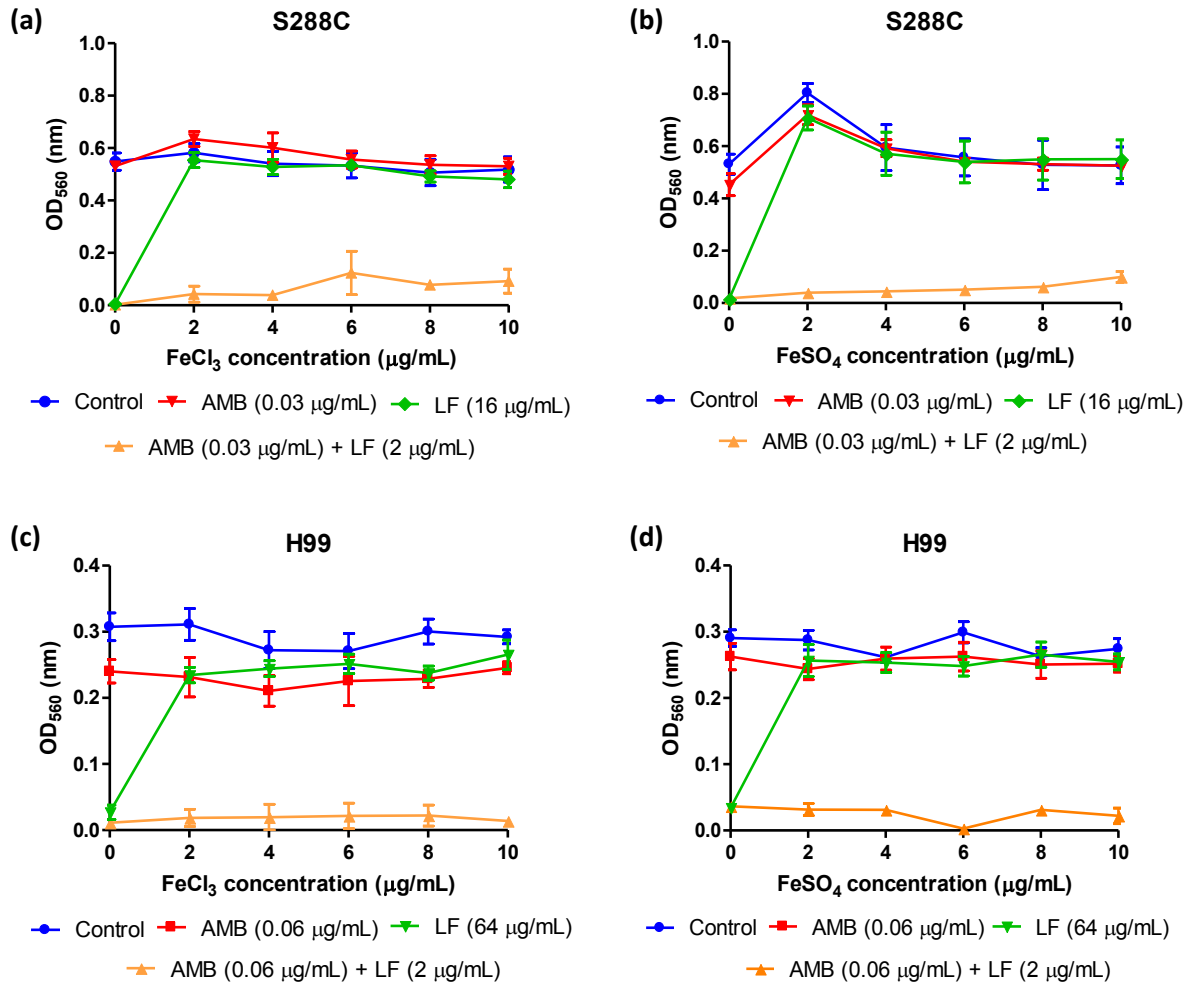 (a)
S288C
1.0
0.8
0.6
0.4
0.2
0.0
OD₅₆₀ (nm)
0 2 4 6 8 10
FeCl₃ concentration (μg/mL)
Control AMB (0.03 μg/mL) LF (16 μg/mL)
AMB (0.03 μg/mL) + LF (2 μg/mL)
(b)
S288C
1.0
0.8
0.6
0.4
0.2
0.0
OD₅₆₀ (nm)
0 2 4 6 8 10
FeSO₄ concentration (μg/mL)
Control AMB (0.03 μg/mL) LF (16 μg/mL)
AMB (0.03 μg/mL) + LF (2 μg/mL)
(c)
H99
0.4
0.3
0.2
0.1
0.0
OD₅₆₀ (nm)
0 2 4 6 8 10
FeCl₃ concentration (μg/mL)
Control AMB (0.06 μg/mL) LF (64 μg/mL)
AMB (0.06 μg/mL) + LF (2 μg/mL)
(d)
H99
0.4
0.3
0.2
0.1
0.0
OD₅₆₀ (nm)
0 2 4 6 8 10
FeSO₄ concentration (μg/mL)
Control AMB (0.06 μg/mL) LF (64 μg/mL)
AMB (0.06 μg/mL) + LF (2 μg/mL)